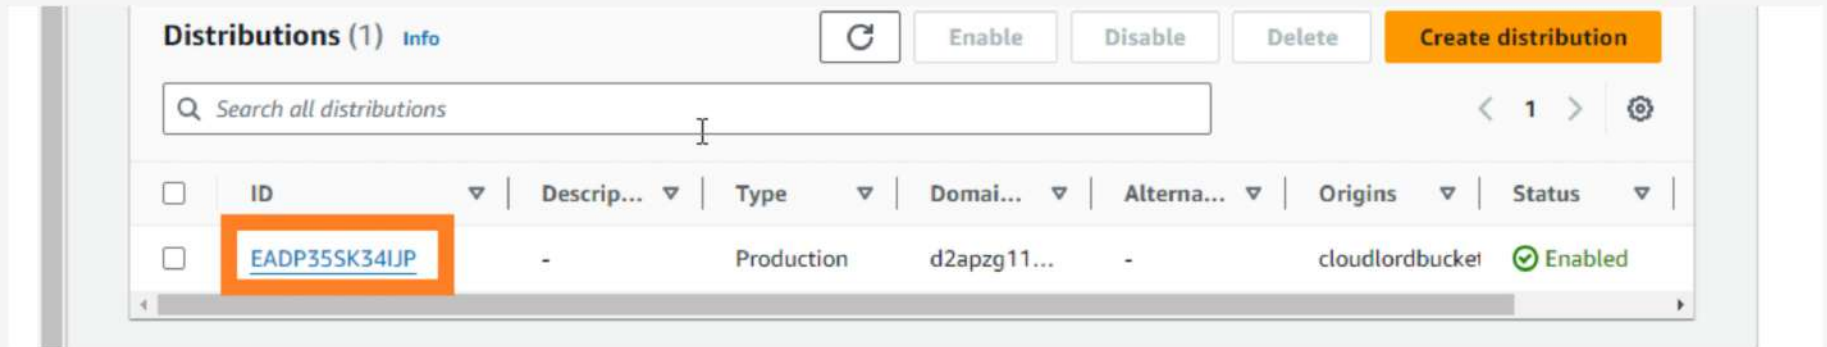 Distributions (1) Info Enable Disable Delete Create distribution
Search all distributions 1
ID Descrip... Type Domai... Alterna... Origins Status
EADP35SK34IJP - Production d2apzg11... - cloudlordbucket Enabled